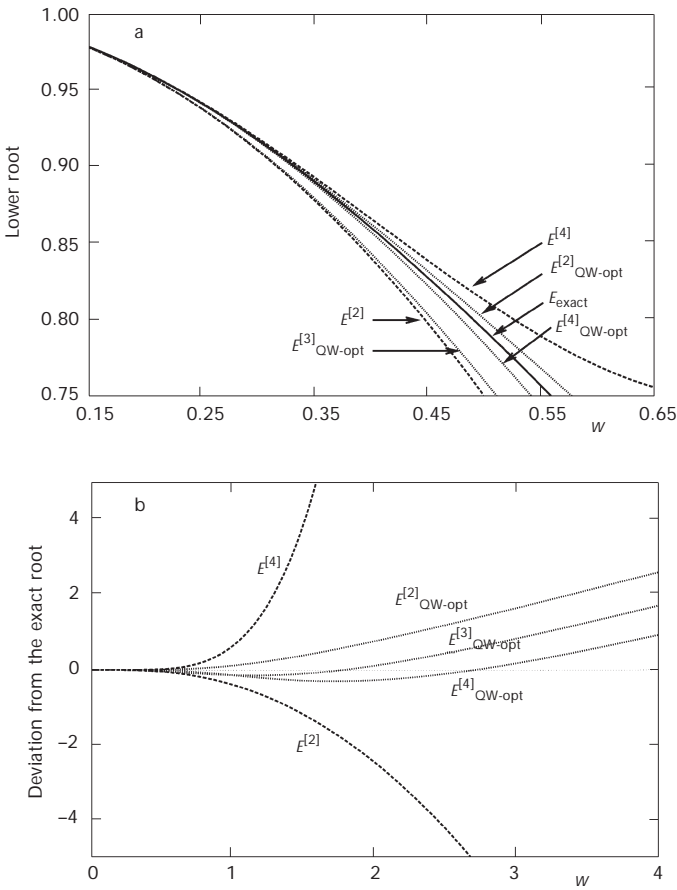 1.00
a
0.95
0.90
0.85
0.80
0.75
Lower root
E[4]
E[2]QW-opt
Eexact
E[4]QW-opt
E[2]
E[3]QW-opt
0.15
0.25
0.35
0.45
0.55
0.65
w
b
4
2
0
−2
−4
Deviation from the exact root
E[4]
E[2]QW-opt
E[3]QW-opt
E[4]QW-opt
E[2]
0
1
2
3
4
w